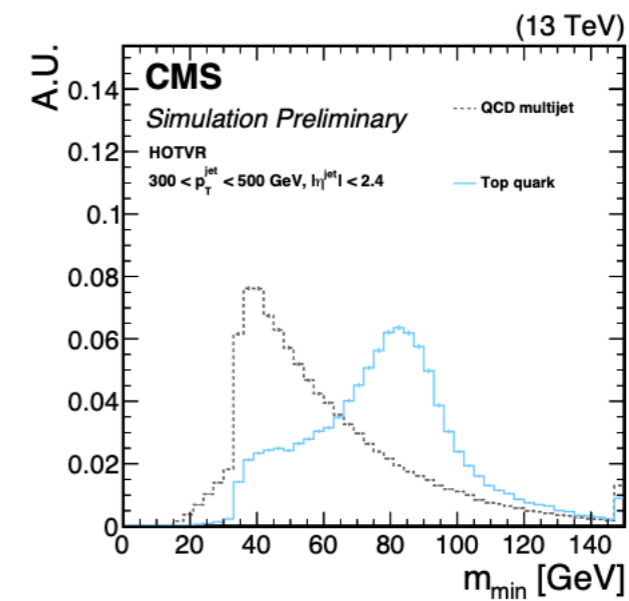 (13 TeV)
A.U.
CMS
Simulation Preliminary
HOTVR
300 < p_T^jet < 500 GeV, |η^jet| < 2.4
QCD multijet
Top quark
0.14
0.12
0.1
0.08
0.06
0.04
0.02
0
0 20 40 60 80 100 120 140
m_min [GeV]